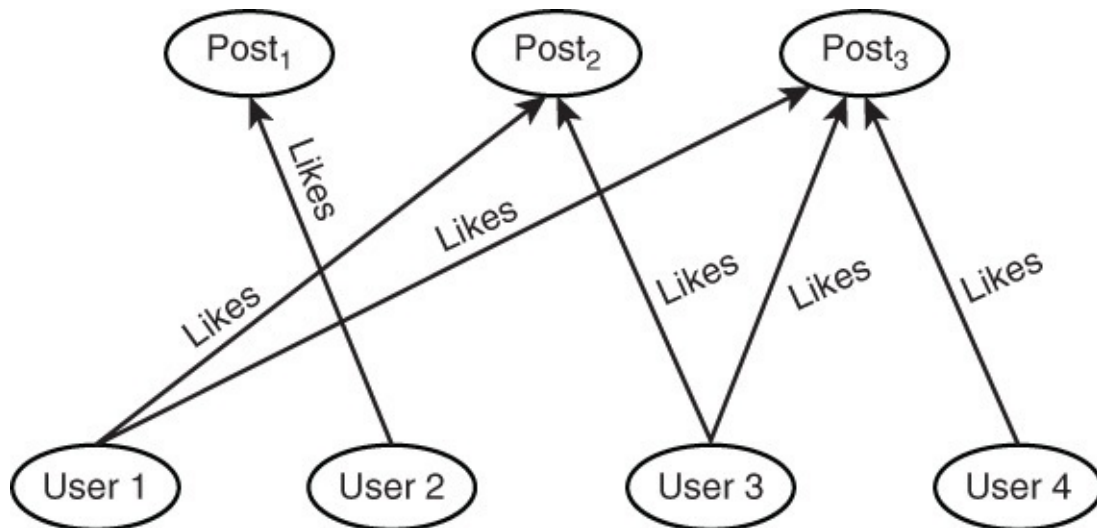 Post₁ Post₂ Post₃
Likes
Likes
Likes
Likes
Likes
Likes
User 1 User 2 User 3 User 4